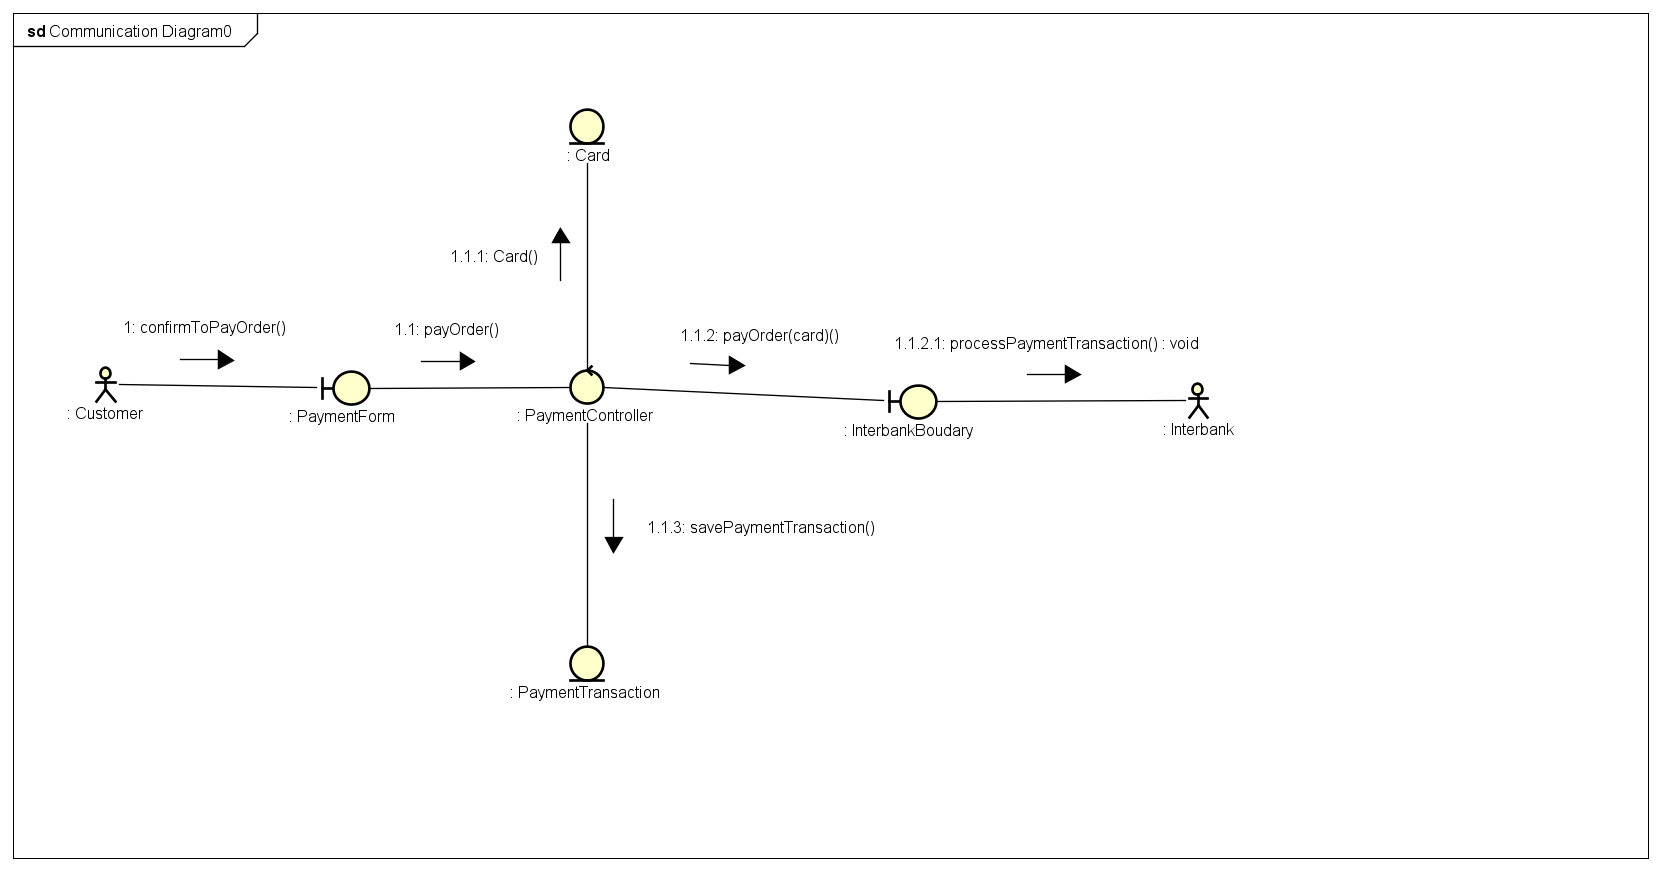 sd Communication Diagram0
: Card
1.1.1: Card()
1: confirmToPayOrder()
1.1: payOrder()
1.1.2: payOrder(card)()
1.1.2.1: processPaymentTransaction() : void
: Customer
: PaymentForm
: PaymentController
: InterbankBoudary
: Interbank
1.1.3: savePaymentTransaction()
: PaymentTransaction